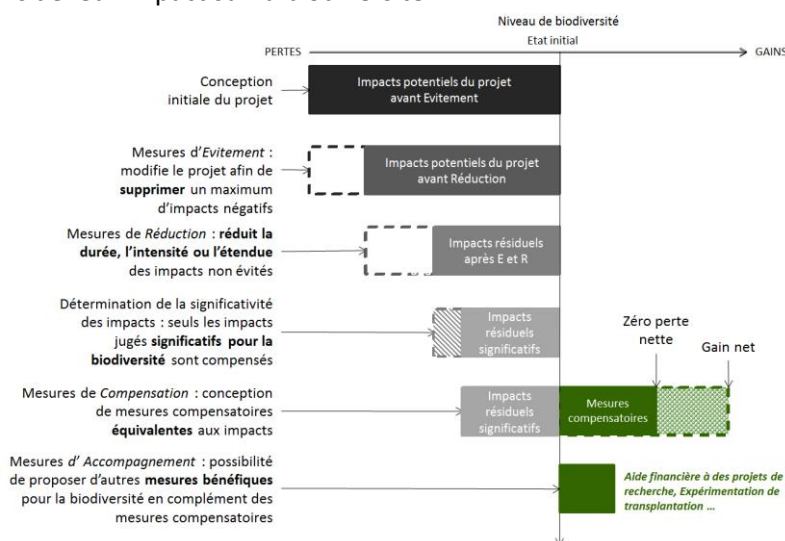 Niveau de biodiversité
Etat initial
PERTES
GAINS
Conception
initiale du projet
Impacts potentiels du projet
avant Evitement
Mesures d'Evitement :
modifie le projet afin de
supprimer un maximum
d'impacts négatifs
Impacts potentiels du projet
avant Réduction
Mesures de Réduction : réduit la
durée, l'intensité ou l'étendue
des impacts non évités
Impacts résiduels
après E et R
Détermination de la significativité
des impacts : seuls les impacts
jugés significatifs pour la
biodiversité sont compensés
Impacts
résiduels
significatifs
Zéro perte
nette
Gain net
Mesures de Compensation : conception
de mesures compensatoires
équivalentes aux impacts
Impacts
résiduels
significatifs
Mesures
compensatoires
Mesures d' Accompagnement : possibilité
de proposer d'autres mesures bénéfiques
pour la biodiversité en complément des
mesures compensatoires
Aide financière à des projets de
recherche, Expérimentation de
transplantation ...